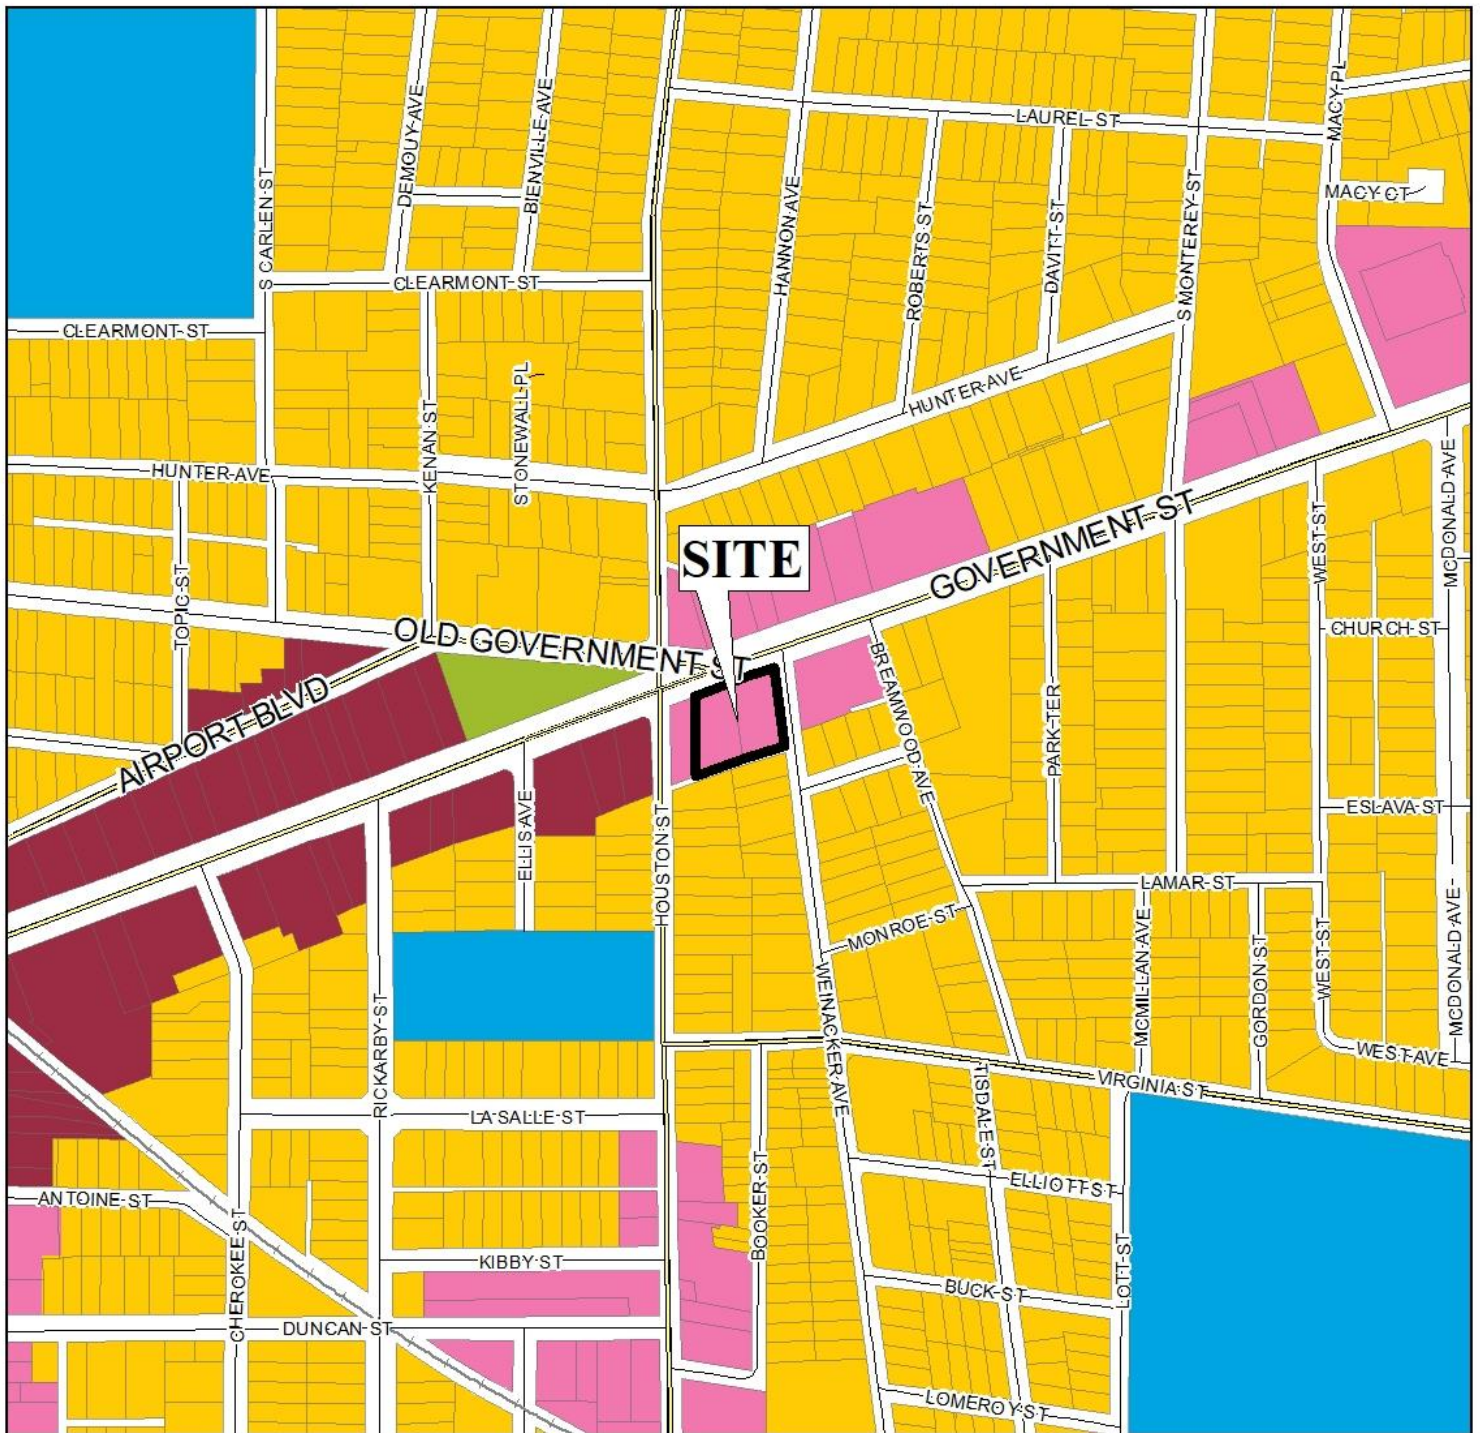 LAUREL ST
MACY PL
DEMOUY AVE
BIENVILLE AVE
S CARLEN ST
MACY CT
HANNON AVE
ROBERTS ST
DAVITT ST
S MONTEREY ST
CLEARMONT ST
CLEARMONT ST
KENAN ST
STONEWALL PL
HUNTER AVE
HUNTER AVE
MCDONALD AVE
WEST ST
SITE
GOVERNMENT ST
TOPIC ST
OLD GOVERNMENT ST
CHURCH ST
BREAMWOOD AVE
PARK TER
AIRPORT BLVD
ELLIS AVE
HOUSTON ST
ESLAVA ST
LAMAR ST
MONROE ST
MCMILLAN AVE
GORDON ST
WEST ST
MCDONALD AVE
WEINACKER AVE
RICKARBY ST
WEST AVE
VIRGINIA ST
TISDALE ST
LA SALLE ST
BOOKER ST
ELLIOTT ST
ANTOINE ST
CHEROKEE ST
KIBBY ST
LOTT ST
BUCK ST
DUNCAN ST
LOMEROY ST